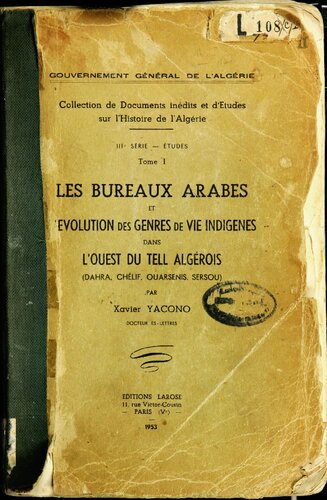 L 108
GOUVERNEMENT GÉNÉRAL DE L'ALGÉRIE
Collection de Documents inédits et d'Etudes
sur l'Histoire de l'Algérie
IIIe SÉRIE — ÉTUDES
Tome I
LES BUREAUX ARABES
et
EVOLUTION DES GENRES DE VIE INDIGENES
DANS
L'OUEST DU TELL ALGÉROIS
(DAHRA, CHÉLIF, OUARSENIS, SERSOU)
PAR
Xavier YACONO
DOCTEUR ES-LETTRES
EDITIONS LAROSE
11, rue Victor-Cousin
PARIS (Ve)
1953